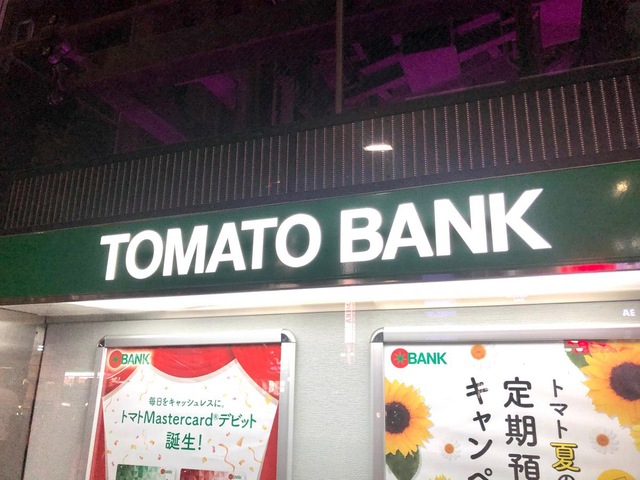 TOMATO BANK
BANK
毎日をキャッシュレスに。
トマトMastercard®デビット
誕生!
BANK
トマト夏の
定期預
キャンペ